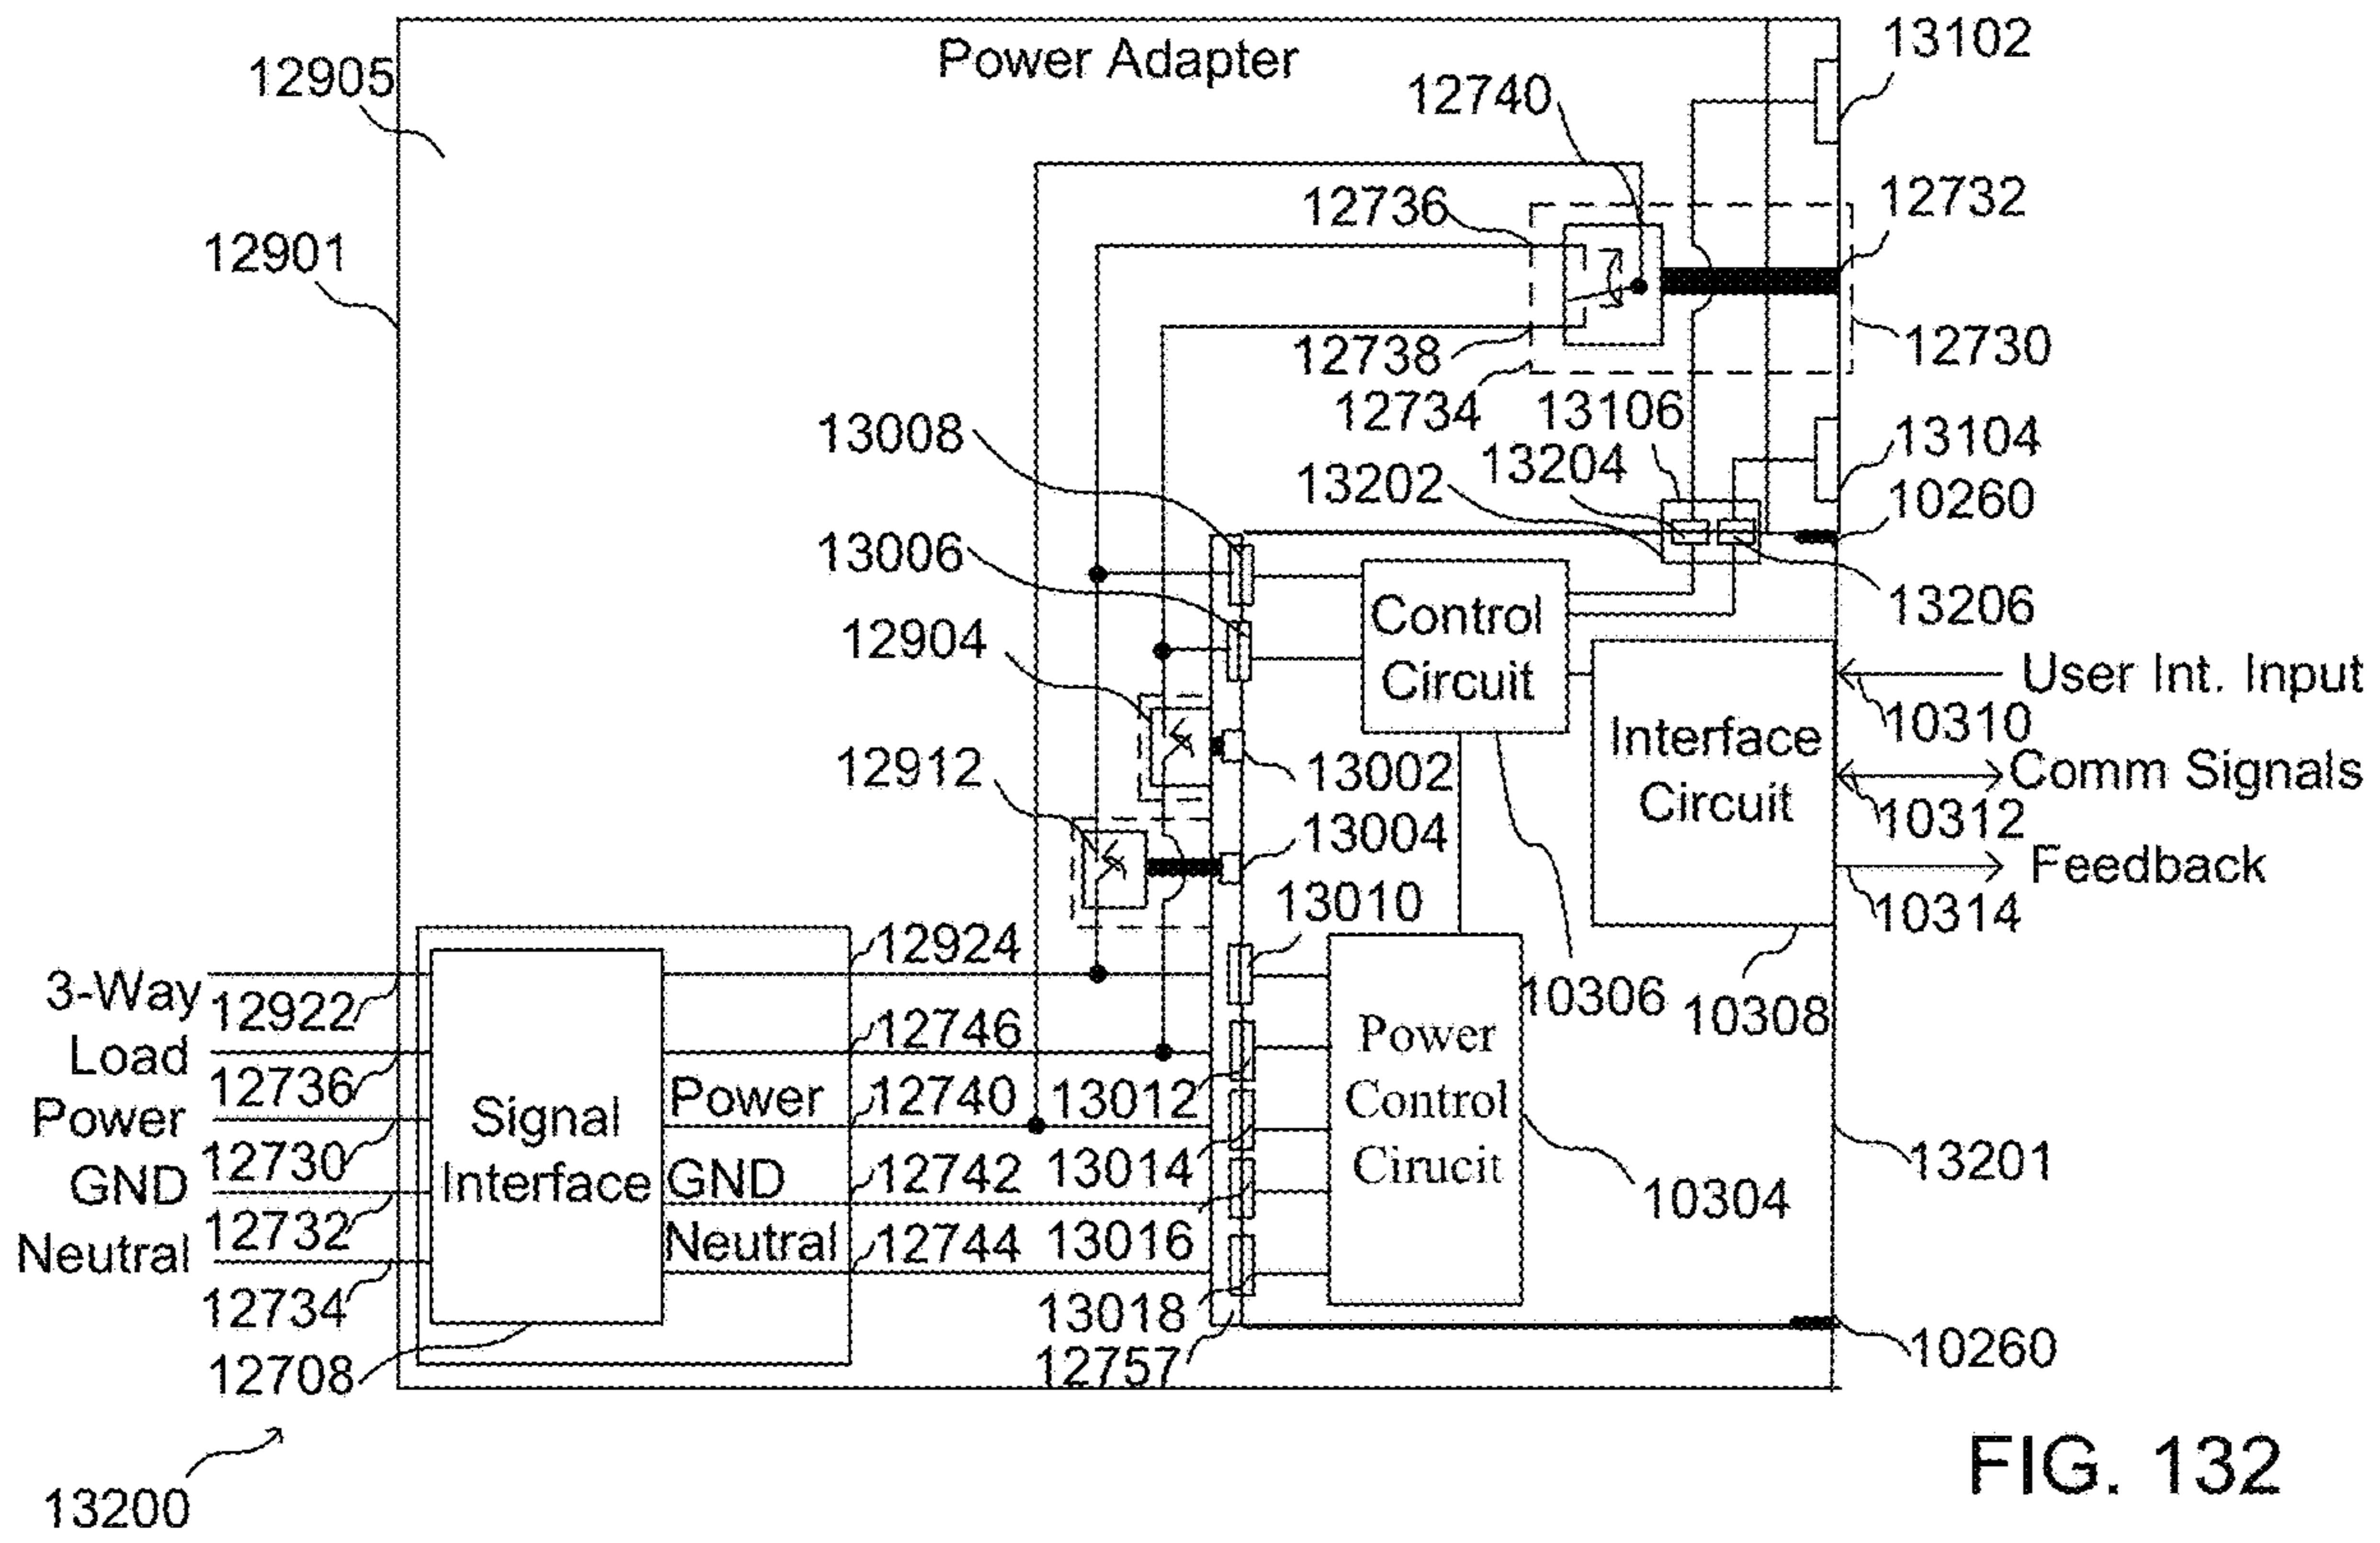 Power Adapter
13102
12905
12740
12736
12732
12901
12738
12730
12734
13106
13008
13104
13204
13202
10260
13006
13206
12904
Control
Circuit
User Int. Input
10310
12912
13002
Interface
Circuit
Comm Signals
10312
13004
Feedback
13010
10314
12924
3-Way
12922
10306
10308
12746
Load
12736
Power
Control
Cirucit
Power
12740
13012
Power
12730
Signal
Interface
13014
13201
GND
12742
GND
12732
10304
Neutral
12744
13016
Neutral
12734
13018
12708
12757
10260
13200
FIG. 132